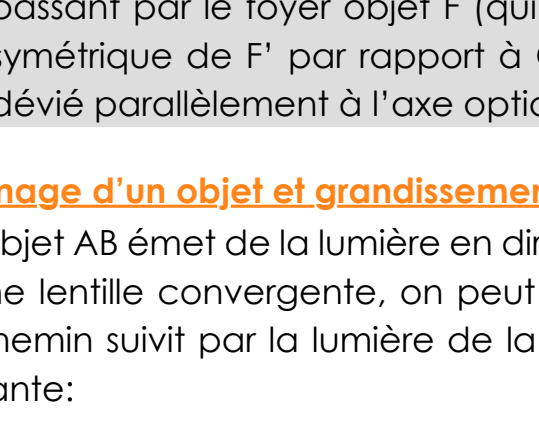 passant par le foyer objet F (qui
symétrique de F' par rapport à
dévié parallèlement à l'axe optic
mage d'un objet et grandissemen
bjet AB émet de la lumière en dir
ne lentille convergente, on peut
hemin suivit par la lumière de la
ante: